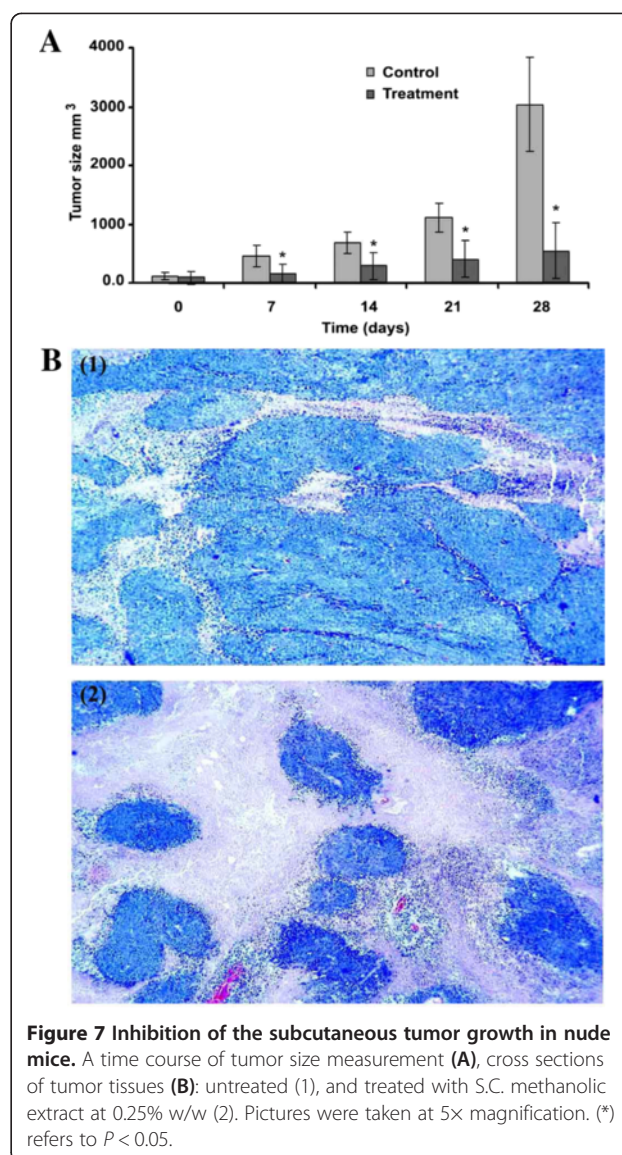 A
4000
3000
2000
1000
0.0
Tumor size mm 3
Control
Treatment
*
*
*
*
0 7 14 21 28
Time (days)
B
(1)
(2)
Figure 7 Inhibition of the subcutaneous tumor growth in nude
mice. A time course of tumor size measurement (A), cross sections
of tumor tissues (B): untreated (1), and treated with S.C. methanolic
extract at 0.25% w/w (2). Pictures were taken at 5× magnification. (*)
refers to P < 0.05.